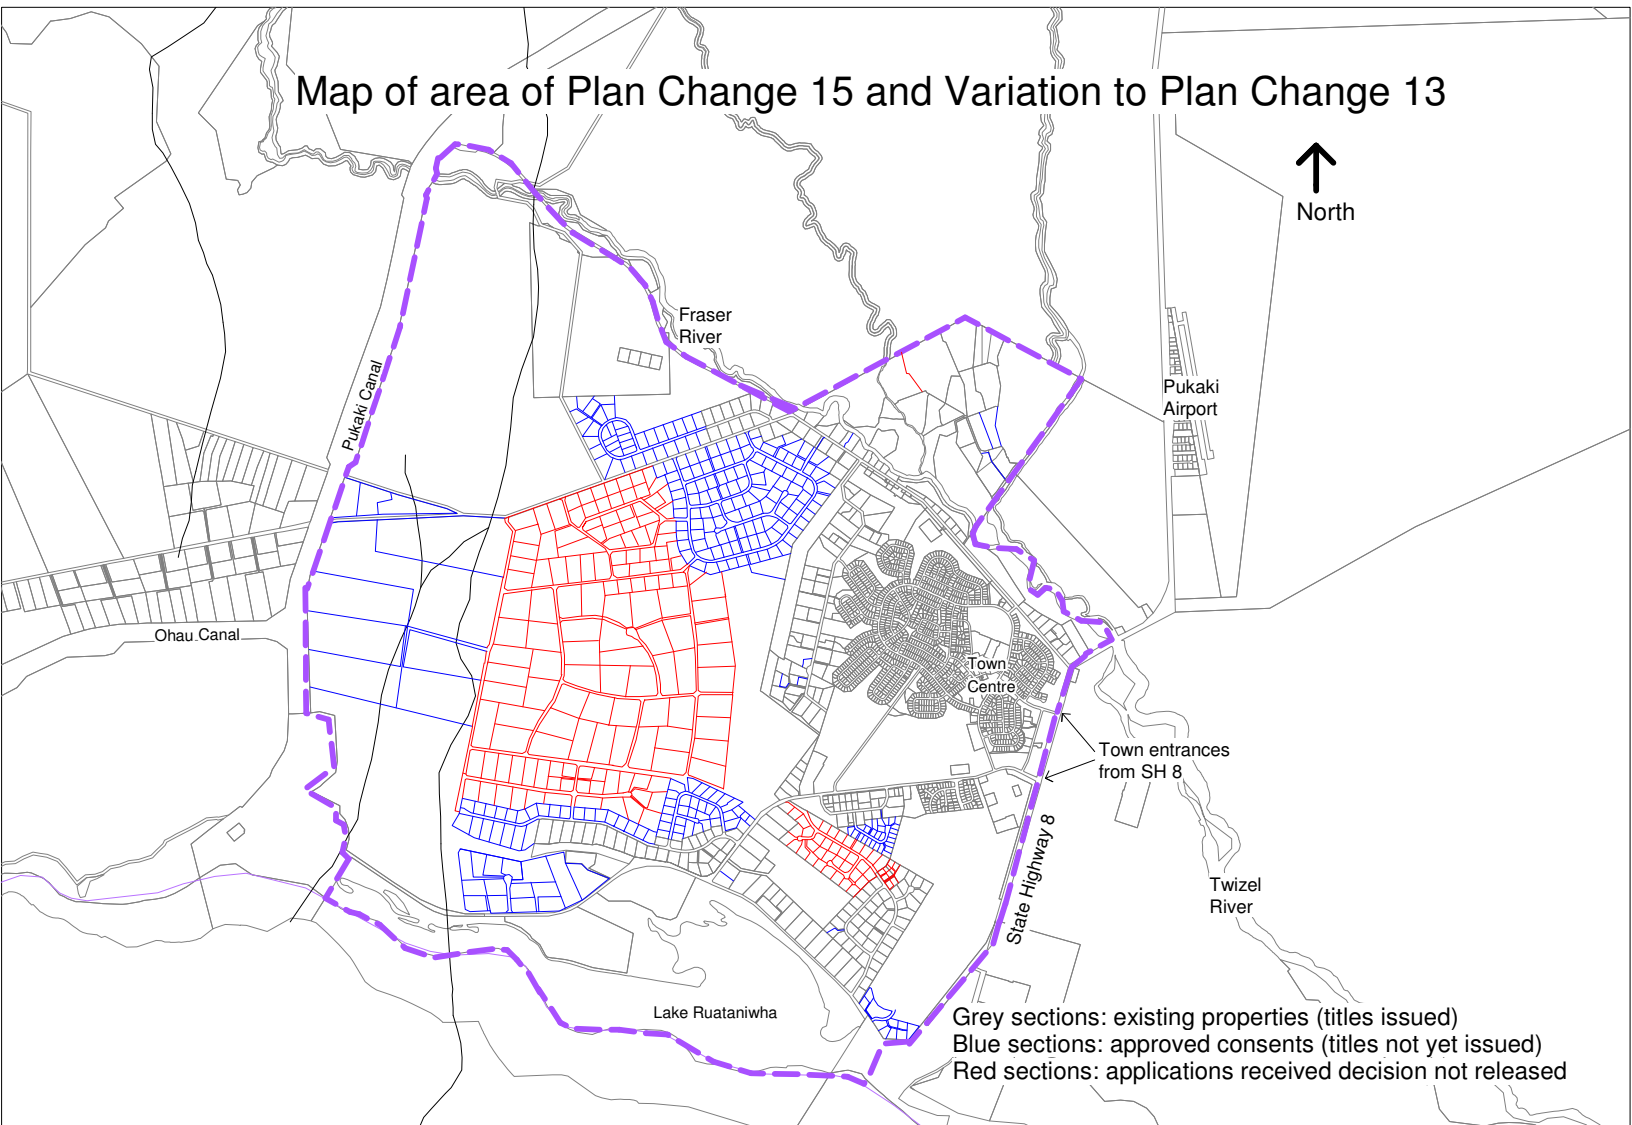 Map of area of Plan Change 15 and Variation to Plan Change 13
North
Fraser
River
Pukaki Canal
Pukaki
Airport
Ohau Canal
Town
Centre
Town entrances
from SH 8
State Highway 8
Twizel
River
Lake Ruataniwha
Grey sections: existing properties (titles issued)
Blue sections: approved consents (titles not yet issued)
Red sections: applications received decision not released